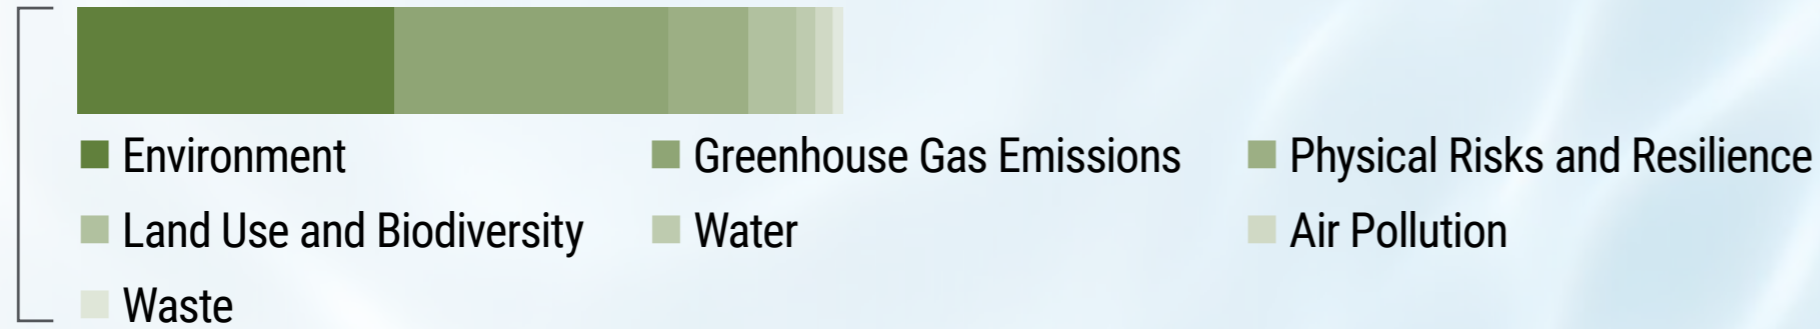 Environment Greenhouse Gas Emissions Physical Risks and Resilience
Land Use and Biodiversity Water Air Pollution
Waste